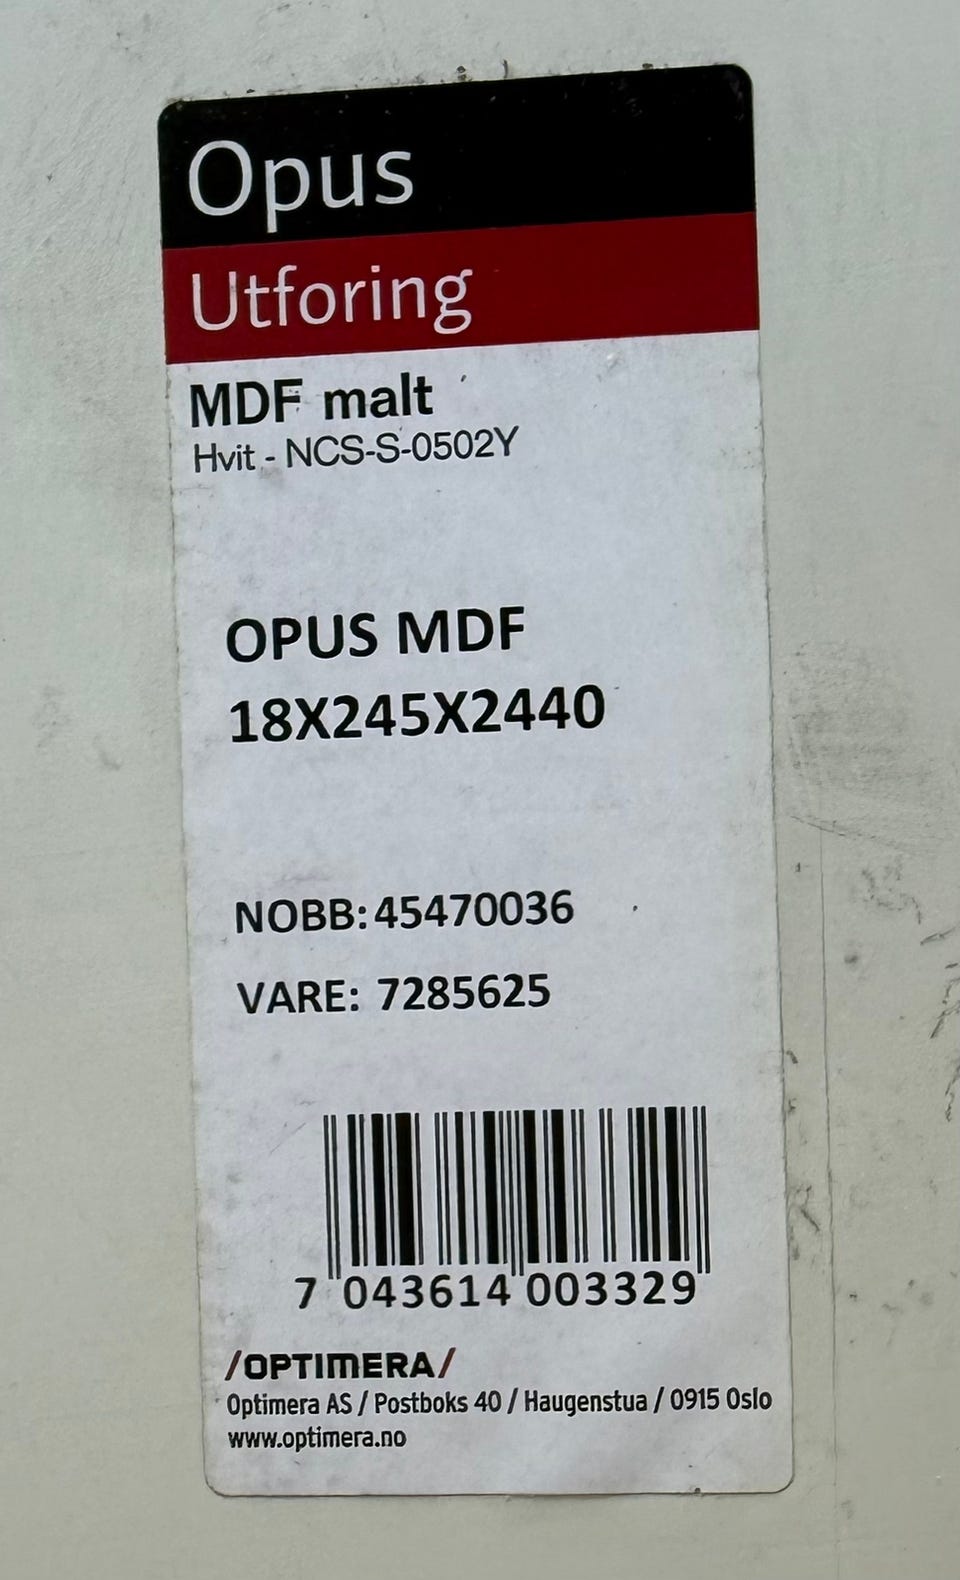 Opus
Utforing
MDF malt
Hvit - NCS-S-0502Y
OPUS MDF
18X245X2440
NOBB: 45470036
VARE: 7285625
7 043614 003329
/OPTIMERA/
Optimera AS / Postboks 40 / Haugenstua / 0915 Oslo
www.optimera.no